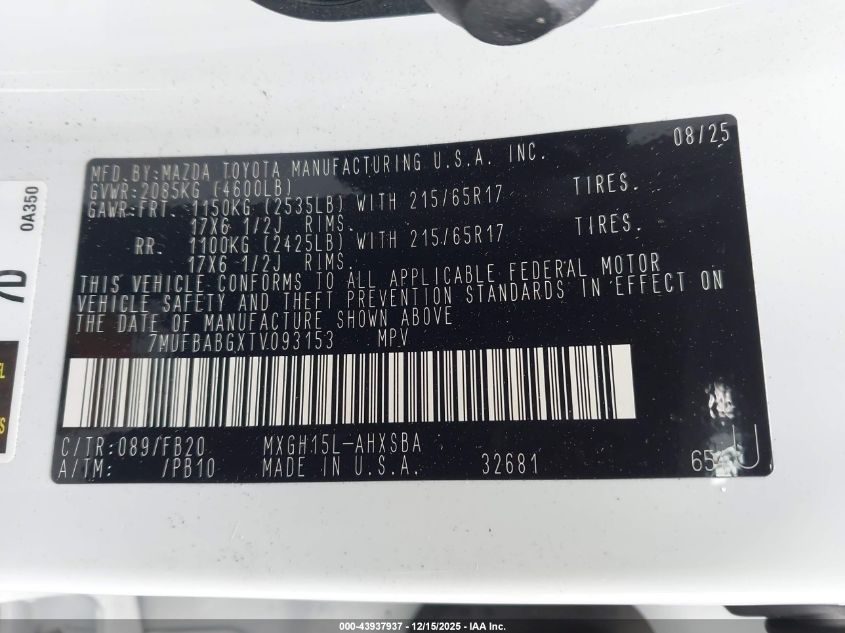 MFD.BY:MAZDA TOYOTA MANUFACTURING U.S.A. INC. 08/25
GVWR:2085KG (4600LB)
GAWR:FRT. 1150KG (2535LB) WITH 215/65R17 TIRES.
17X6 1/2J RIMS.
RR. 1100KG (2425LB) WITH 215/65R17 TIRES.
17X6 1/2J RIMS.
THIS VEHICLE CONFORMS TO ALL APPLICABLE FEDERAL MOTOR
VEHICLE SAFETY AND THEFT PREVENTION STANDARDS IN EFFECT ON
THE DATE OF MANUFACTURE SHOWN ABOVE
7MUFBABGXTV093153 MPV
C/TR:089/FB20 MXGH15L-AHXSBA
A/TM: /PB10 MADE IN U.S.A. 32681
U
0A350
7D
000-43937937 - 12/15/2025 - IAA Inc.